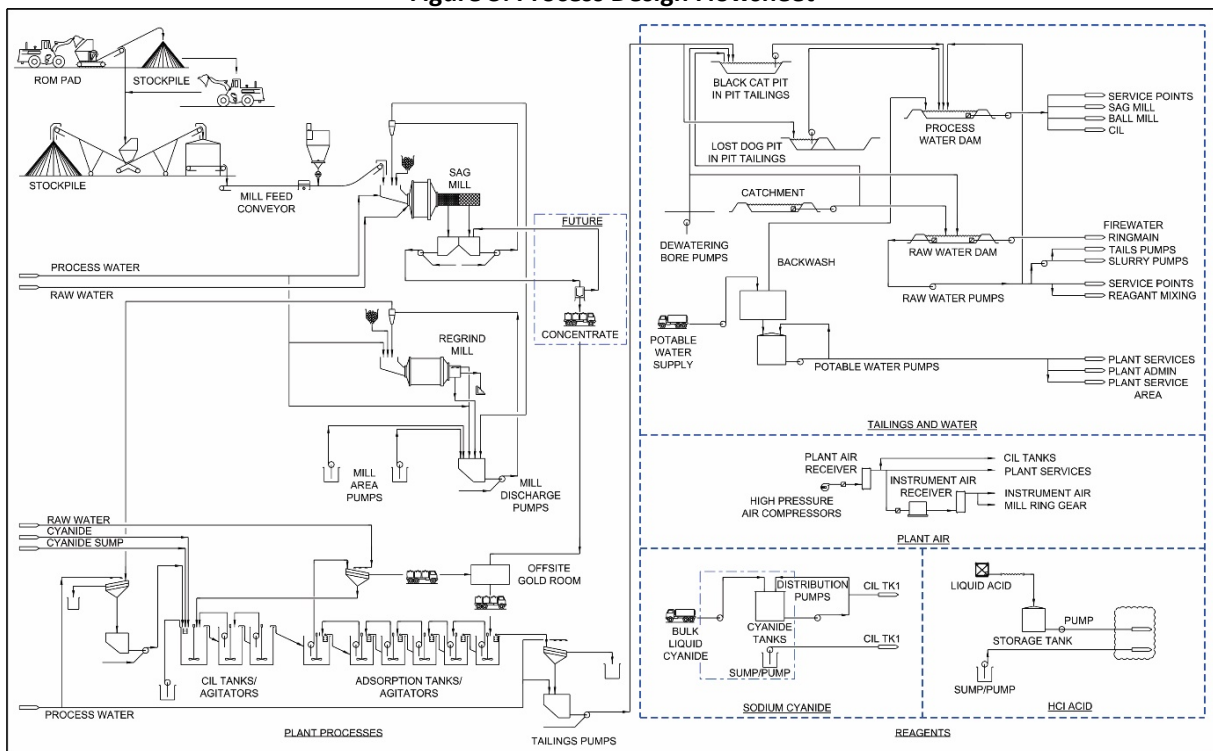 Figure 3: Process Design Flowsheet
ROM PAD
STOCKPILE
STOCKPILE
MILL FEED
CONVEYOR
SAG
MILL
PROCESS WATER
RAW WATER
FUTURE
CONCENTRATE
REGRIND
MILL
MILL
AREA
PUMPS
MILL
DISCHARGE
PUMPS
RAW WATER
CYANIDE
CYANIDE SUMP
OFFSITE
GOLD ROOM
CIL TANKS/
AGITATORS
ADSORPTION TANKS/
AGITATORS
PROCESS WATER
PLANT PROCESSES
TAILINGS PUMPS
BLACK CAT PIT
IN PIT TAILINGS
LOST DOG PIT
IN PIT TAILINGS
PROCESS
WATER DAM
SERVICE POINTS
SAG MILL
BALL MILL
CIL
CATCHMENT
DEWATERING
BORE PUMPS
BACKWASH
RAW WATER DAM
RAW WATER PUMPS
FIREWATER
RINGMAIN
TAILS PUMPS
SLURRY PUMPS
SERVICE POINTS
REAGANT MIXING
POTABLE
WATER
SUPPLY
POTABLE WATER PUMPS
PLANT SERVICES
PLANT ADMIN
PLANT SERVICE
AREA
TAILINGS AND WATER
PLANT AIR
RECEIVER
CIL TANKS
PLANT SERVICES
INSTRUMENT AIR
RECEIVER
HIGH PRESSURE
AIR COMPRESSORS
INSTRUMENT AIR
MILL RING GEAR
PLANT AIR
BULK
LIQUID
CYANIDE
DISTRIBUTION
PUMPS
CYANIDE
TANKS
SUMP/PUMP
CIL TK1
CIL TK1
SODIUM CYANIDE
LIQUID ACID
PUMP
STORAGE TANK
SUMP/PUMP
HCl ACID
REAGENTS